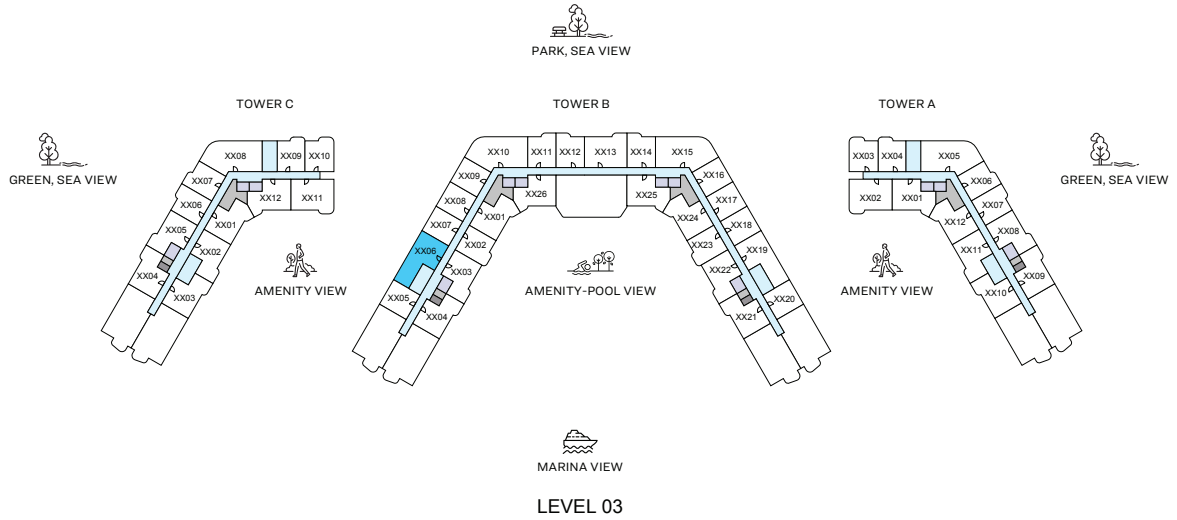 PARK, SEA VIEW
TOWER C
TOWER B
TOWER A
GREEN, SEA VIEW
GREEN, SEA VIEW
XX08
XX09
XX10
XX07
XX06
XX05
XX04
XX03
XX02
XX01
XX12
XX11
XX10
XX11
XX12
XX13
XX14
XX15
XX09
XX08
XX07
XX06
XX05
XX04
XX03
XX02
XX01
XX26
XX25
XX16
XX17
XX18
XX19
XX20
XX21
XX22
XX23
XX24
XX03
XX04
XX05
XX02
XX01
XX06
XX07
XX08
XX09
XX10
XX11
XX12
AMENITY VIEW
AMENITY-POOL VIEW
AMENITY VIEW
MARINA VIEW
LEVEL 03